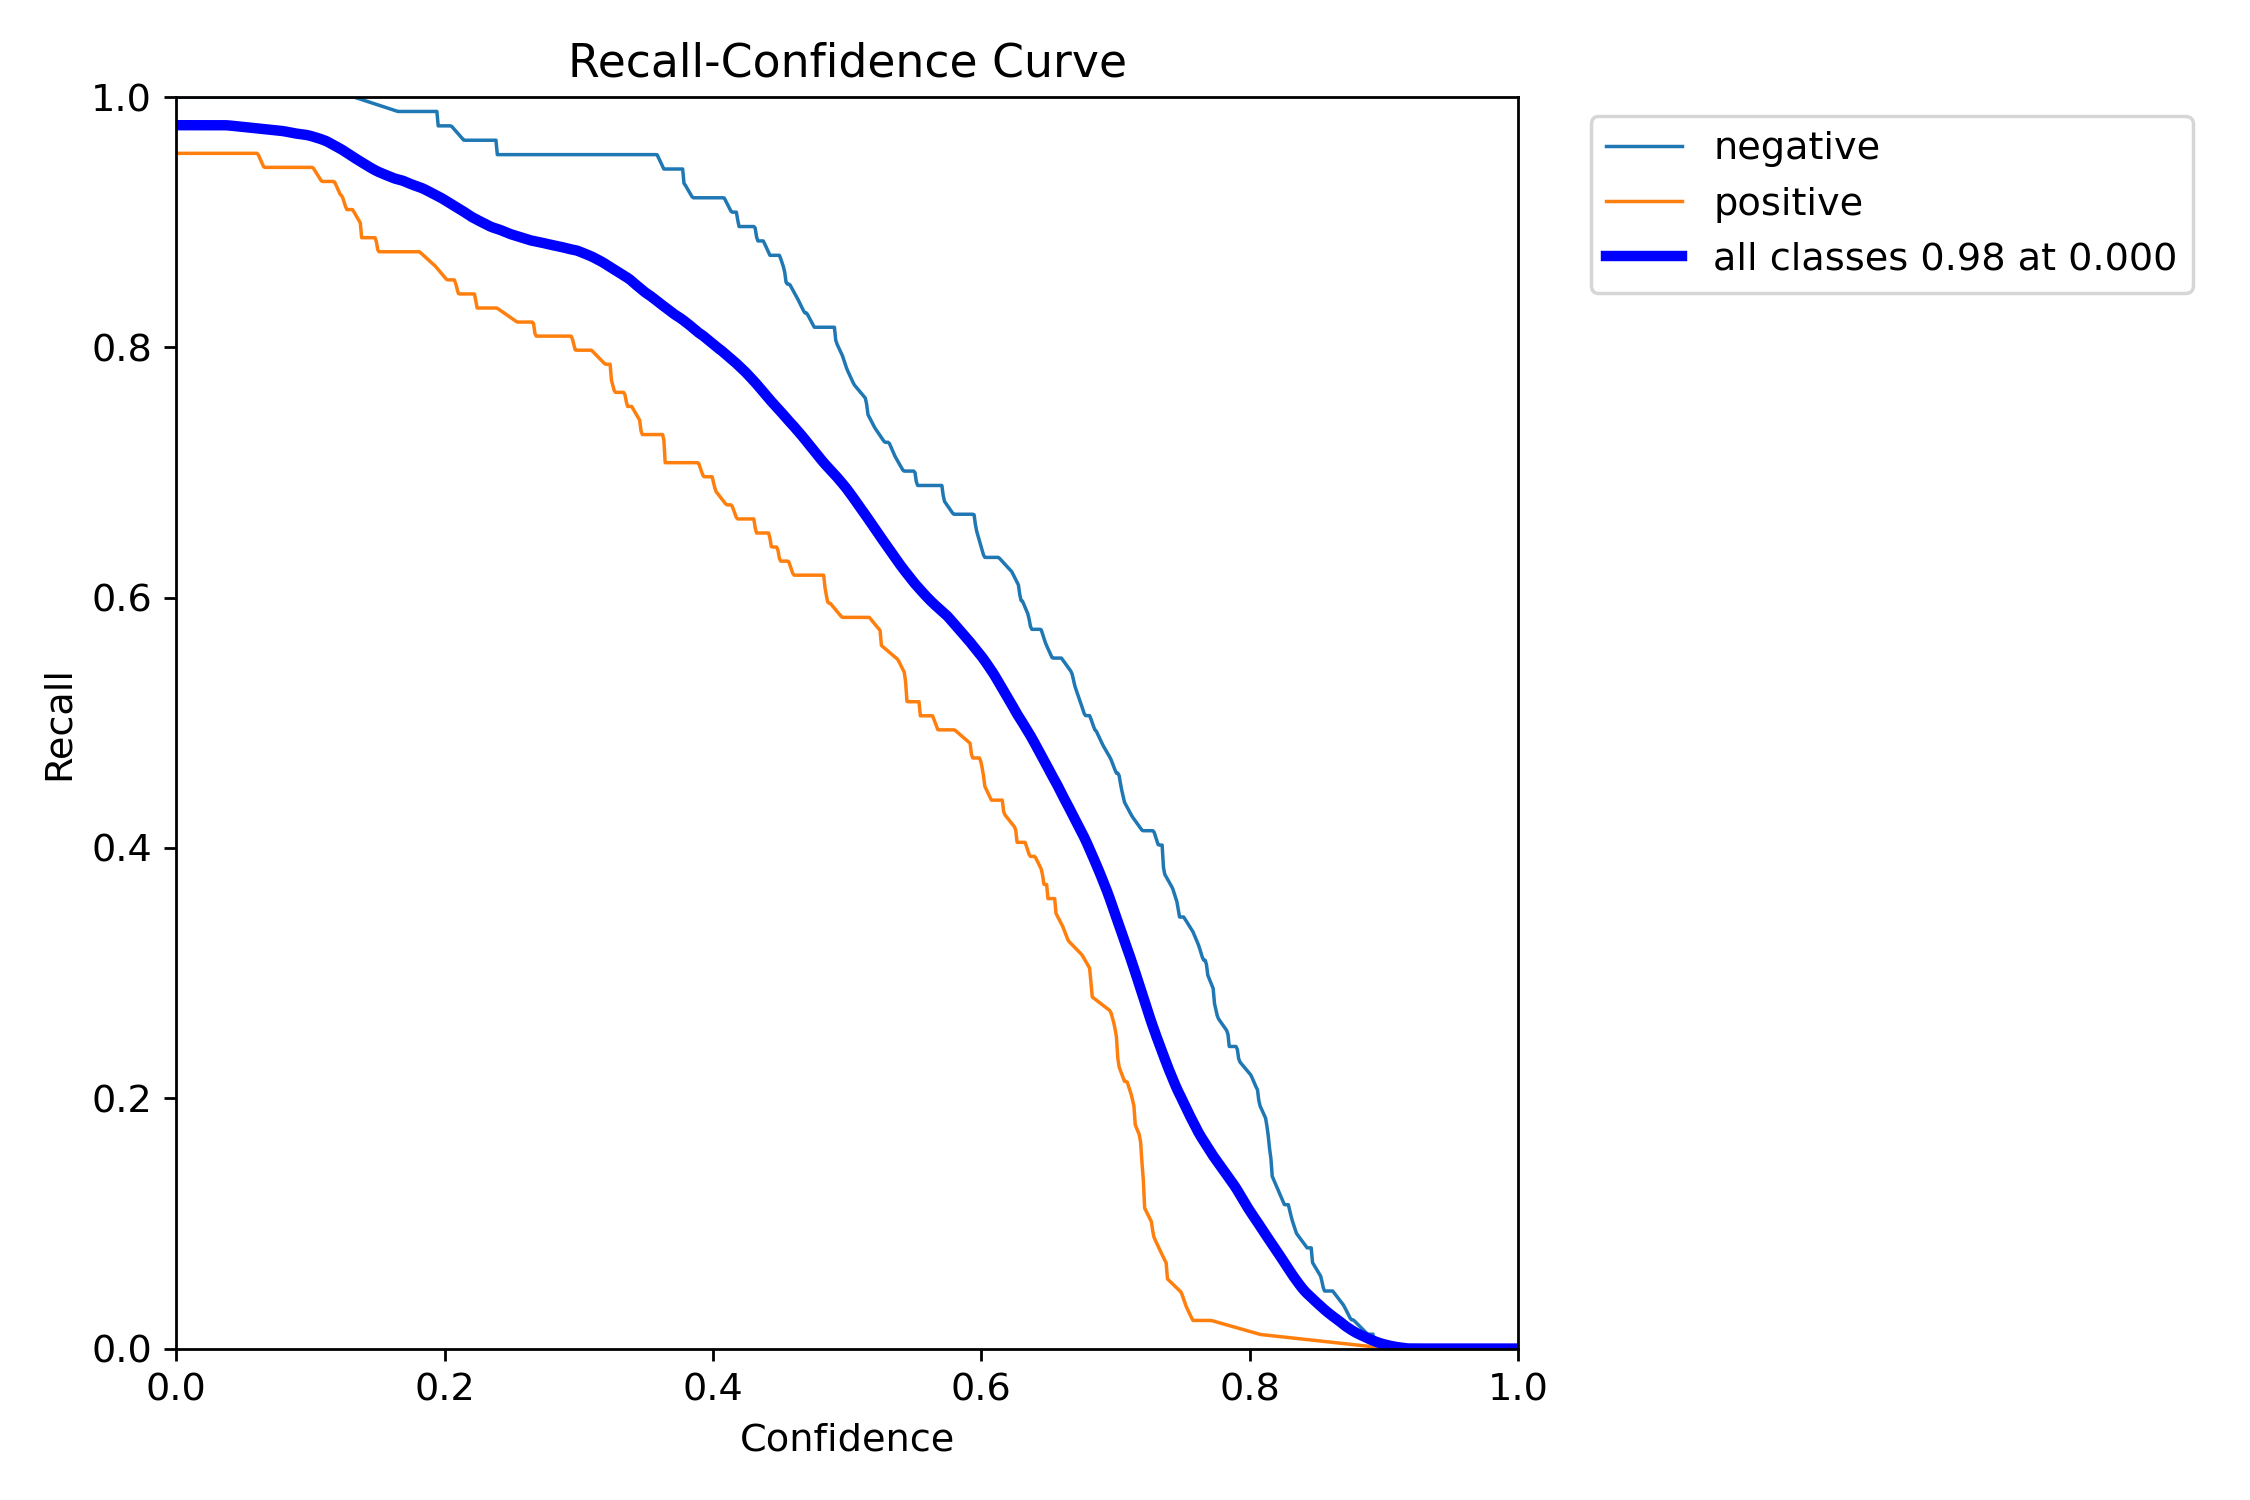 Recall-Confidence Curve
1.0
0.8
0.6
0.4
0.2
0.0
Recall
0.0 0.2 0.4 0.6 0.8 1.0
Confidence
negative
positive
all classes 0.98 at 0.000